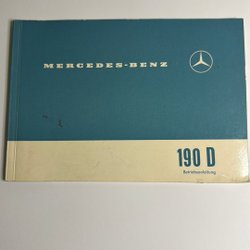 MERCEDES-BENZ
190 D
Betriebsanleitung